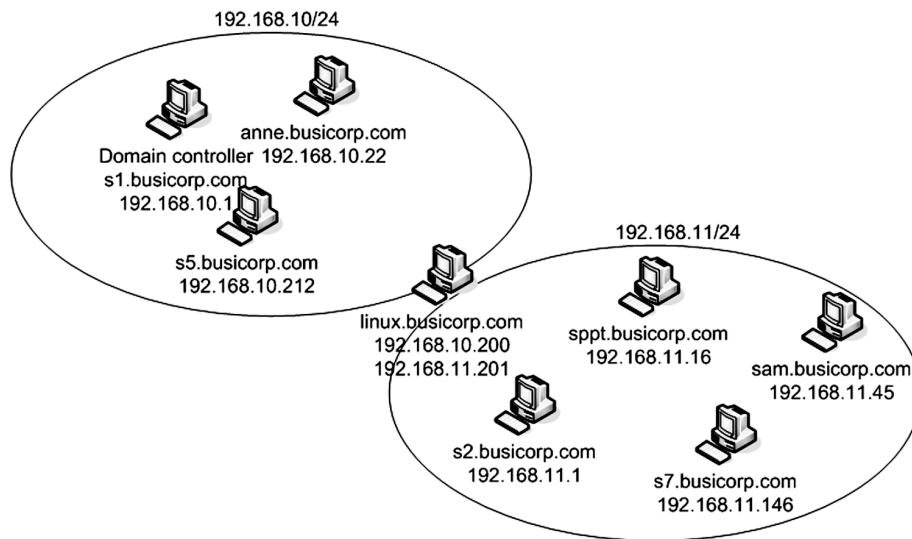 192.168.10/24
anne.busicorp.com
192.168.10.22
Domain controller
s1.busicorp.com
192.168.10.1
s5.busicorp.com
192.168.10.212
192.168.11/24
linux.busicorp.com
192.168.10.200
192.168.11.201
sppt.busicorp.com
192.168.11.16
sam.busicorp.com
192.168.11.45
s2.busicorp.com
192.168.11.1
s7.busicorp.com
192.168.11.146